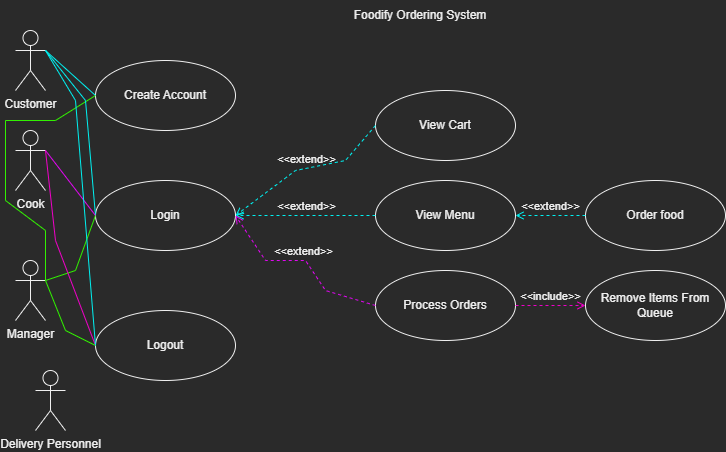 Foodify Ordering System
Customer
Create Account
View Cart
<<extend>>
Cook
Login
<<extend>>
View Menu
<<extend>>
Order food
<<extend>>
Manager
Process Orders
<<include>>
Remove Items From
Queue
Logout
Delivery Personnel